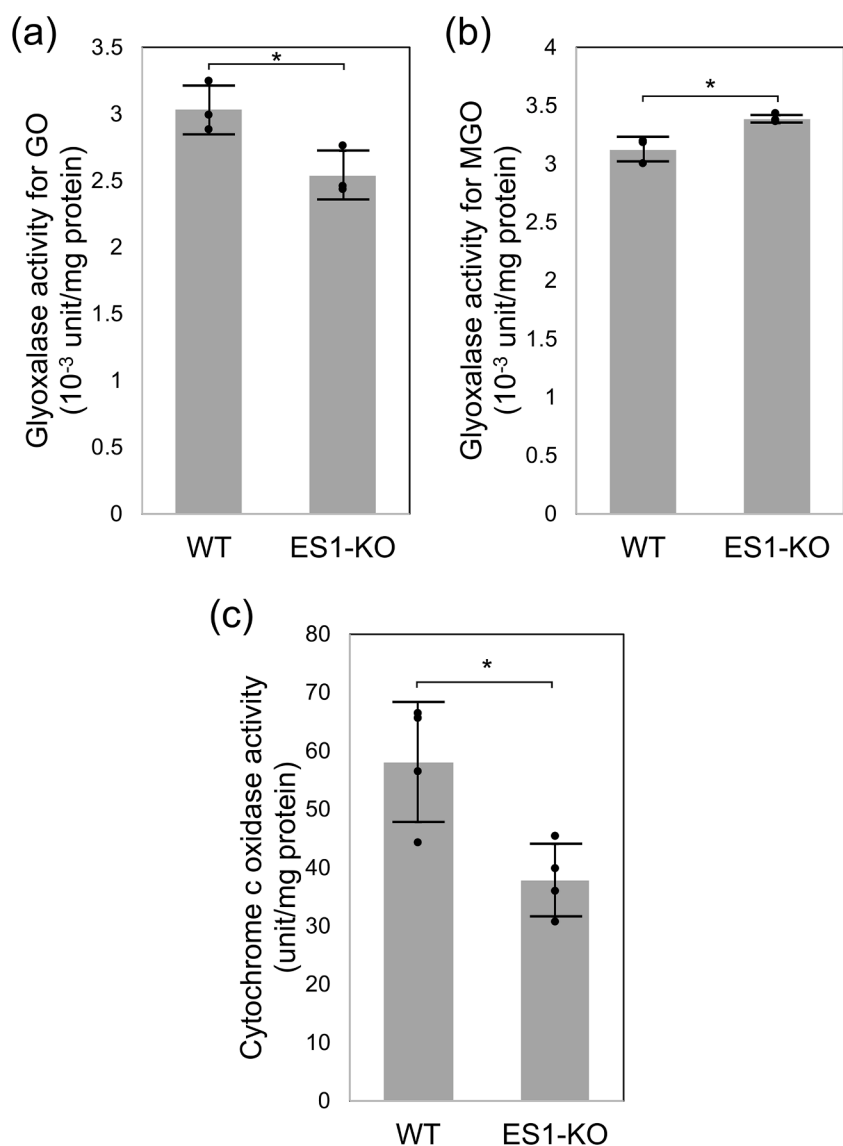 (a)
Glyoxalase activity for GO
(10⁻³ unit/mg protein)
3.5
3
2.5
2
1.5
1
0.5
0
*
WT
ES1-KO
(b)
Glyoxalase activity for MGO
(10⁻³ unit/mg protein)
4
3.5
3
2.5
2
1.5
1
0.5
0
*
WT
ES1-KO
(c)
Cytochrome c oxidase activity
(unit/mg protein)
80
70
60
50
40
30
20
10
0
*
WT
ES1-KO